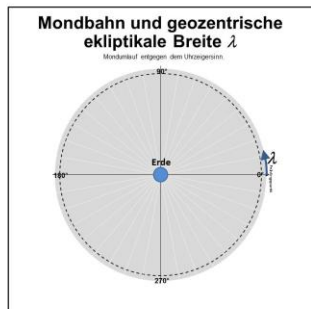 Mondbahn und geozentrische
ekliptikale Breite λ
Mondumlauf entgegen dem Uhrzeigersinn.
90°
Erde
λ
180°
0°
270°